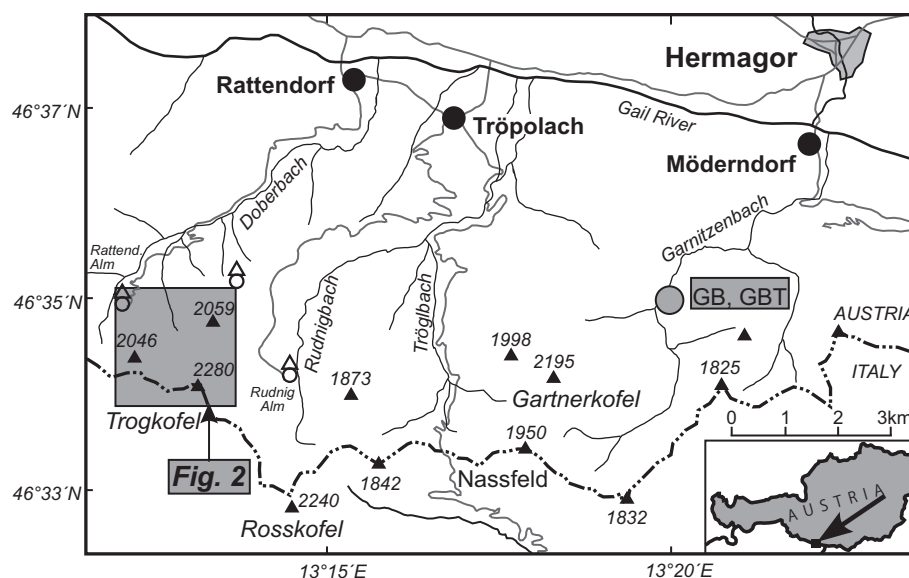 Hermagor
Rattendorf
46°37´N
Tröpolach
Gail River
Möderndorf
Doberbach
Garnitzenbach
Rattend.
Alm
46°35´N
GB, GBT
2059
2046
2280
Trogkofel
Rudnigbach
Tröglbach
Rudnig
Alm
1873
1998
2195
Gartnerkofel
1825
AUSTRIA
ITALY
0 1 2 3km
Fig. 2
46°33´N
2240
Rosskofel
1842
1950
Nassfeld
1832
AUSTRIA
13°15´E
13°20´E